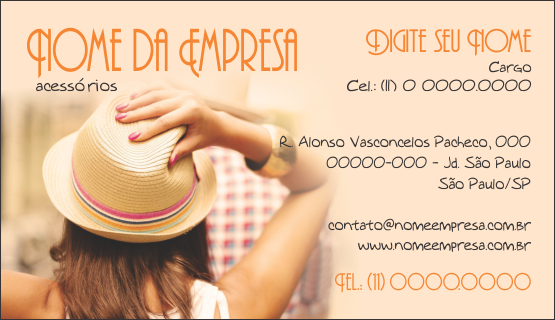 Nome da Empresa
acessórios
Digite seu Nome
Cargo
Cel.: (11) 0 0000.0000
R. Alonso Vasconcelos Pacheco, 000
00000-000 - Jd. São Paulo
São Paulo/SP
contato@nomeempresa.com.br
www.nomeempresa.com.br
Tel.: (11) 0000.0000